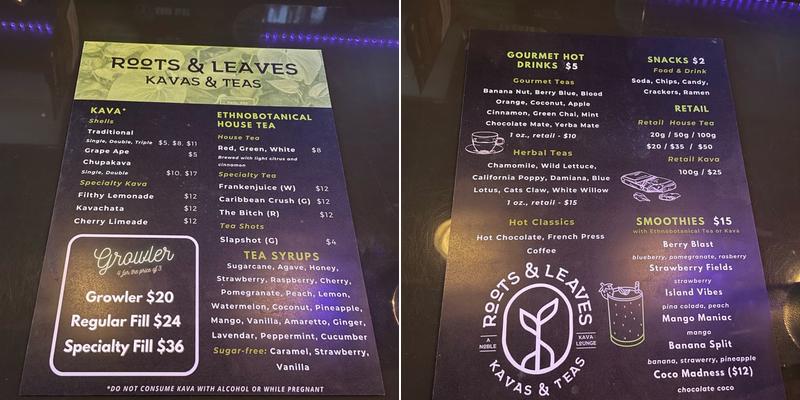 ROOTS & LEAVES
KAVAS & TEAS
KAVA*
Shells
Traditional
Single, Double, Triple $5, $8, $11
Grape Ape $5
Chupakava
Single, Double $10, $17
Specialty Kava
Filthy Lemonade $12
Kavachata $12
Cherry Limeade $12
Growler
4 for the price of 3
Growler $20
Regular Fill $24
Specialty Fill $36
ETHNOBOTANICAL
HOUSE TEA
House Tea
Red, Green, White $8
Brewed with light citrus and
cinnamon
Specialty Tea
Frankenjuice (W) $12
Caribbean Crush (G) $12
The Bitch (R) $12
Tea Shots
Slapshot (G) $4
TEA SYRUPS
Sugarcane, Agave, Honey,
Strawberry, Raspberry, Cherry,
Pomegranate, Peach, Lemon,
Watermelon, Coconut, Pineapple,
Mango, Vanilla, Amaretto, Ginger,
Lavendar, Peppermint, Cucumber
Sugar-free: Caramel, Strawberry,
Vanilla
*DO NOT CONSUME KAVA WITH ALCOHOL OR WHILE PREGNANT
GOURMET HOT
DRINKS $5
Gourmet Teas
Banana Nut, Berry Blue, Blood
Orange, Coconut, Apple
Cinnamon, Green Chai, Mint
Chocolate Mate, Yerba Mate
1 oz., retail - $10
Herbal Teas
Chamomile, Wild Lettuce,
California Poppy, Damiana, Blue
Lotus, Cats Claw, White Willow
1 oz., retail - $15
Hot Classics
Hot Chocolate, French Press
Coffee
ROOTS & LEAVES
A NOBLE
KAVA LOUNGE
KAVAS & TEAS
SNACKS $2
Food & Drink
Soda, Chips, Candy,
Crackers, Ramen
RETAIL
Retail House Tea
20g / 50g / 100g
$20 / $35 / $50
Retail Kava
100g / $25
SMOOTHIES $15
with Ethnobotanical Tea or Kava
Berry Blast
blueberry, pomegranate, rasberry
Strawberry Fields
strawberry
Island Vibes
pina colada, peach
Mango Maniac
mango
Banana Split
banana, strawerry, pineapple
Coco Madness ($12)
chocolate coco